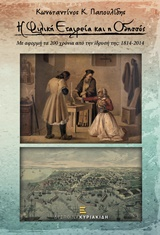 Κωνσταντίνος Κ. Παπουλίδης
Η Φιλική Εταιρεία και η Οδησσός
Με αφορμή τα 200 χρόνια από την ίδρυσή της: 1814-2014
ΚΥΡΙΑΚΙΔΗ